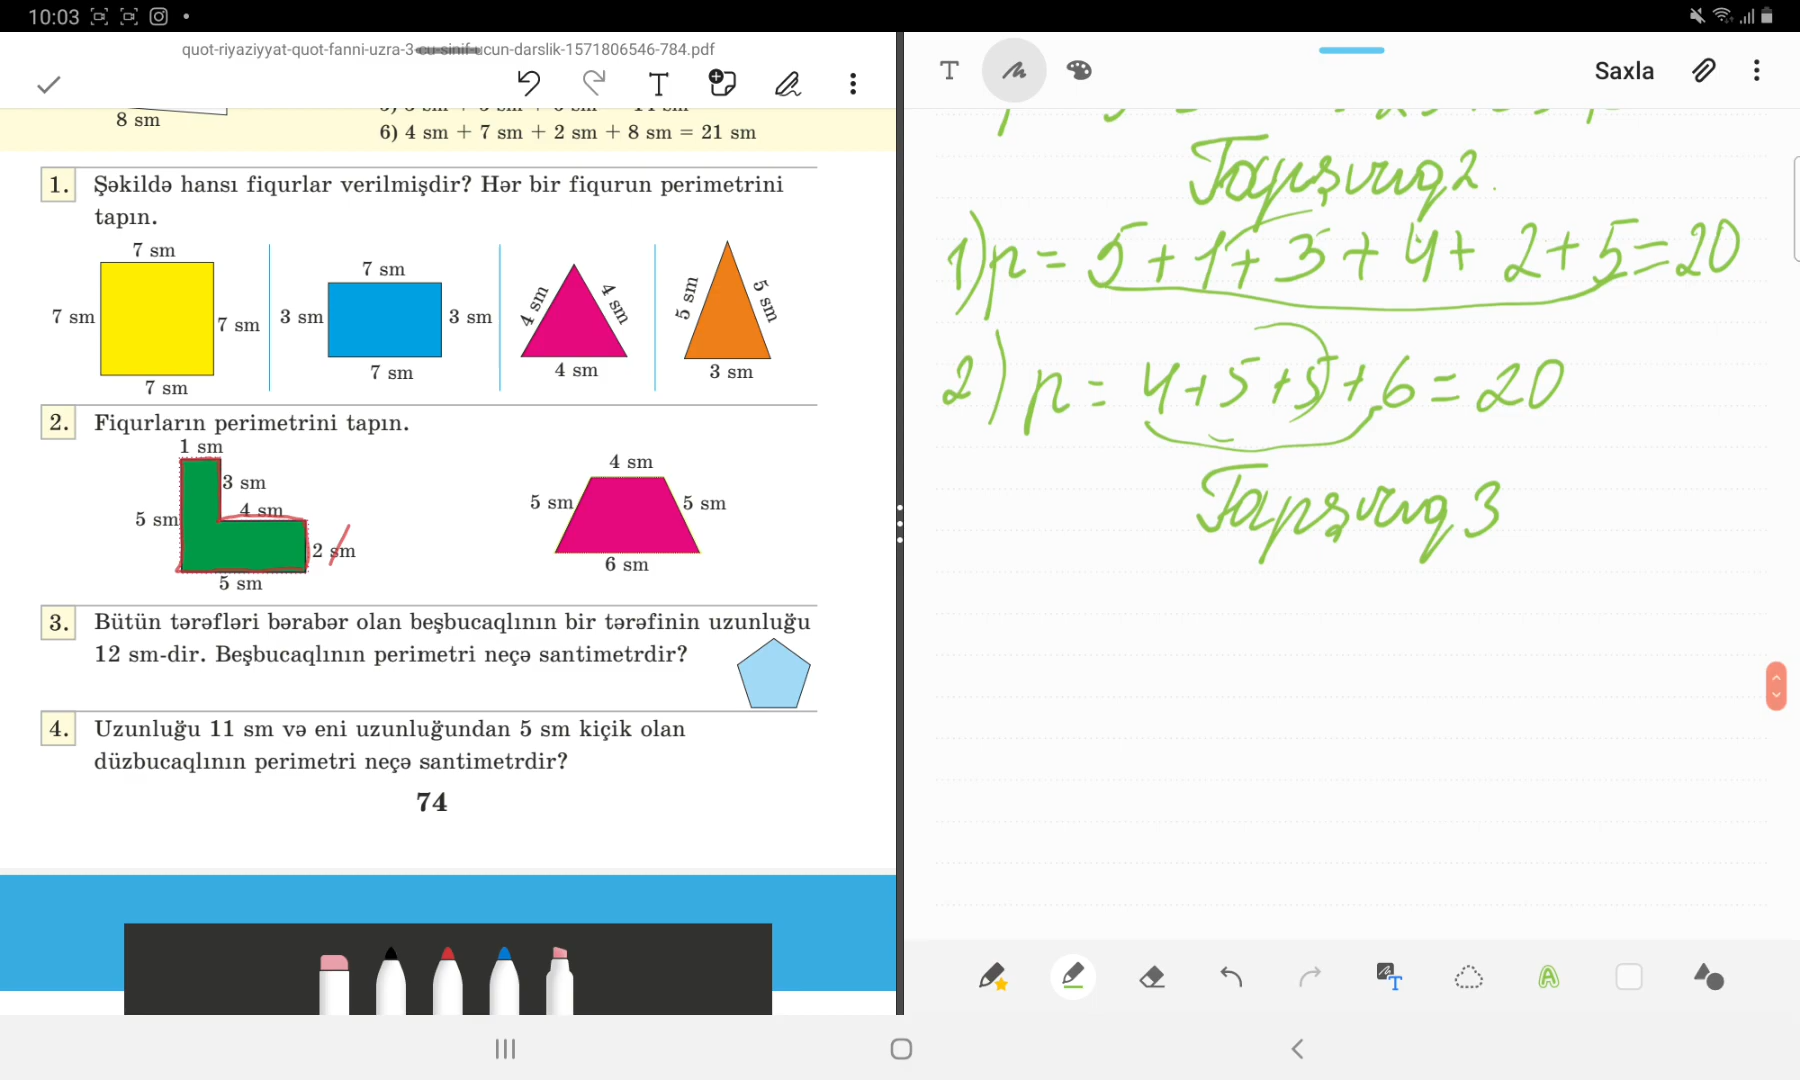 10:03
quot-riyaziyyat-quot-fanni-uzra-3-cu-sinif-ucun-darslik-1571806546-784.pdf
8 sm
6) 4 sm + 7 sm + 2 sm + 8 sm = 21 sm
1. Şəkildə hansı fiqurlar verilmişdir? Hər bir fiqurun perimetrini
tapın.
7 sm
7 sm
7 sm
7 sm
7 sm
3 sm
3 sm
7 sm
4 sm
4 sm
4 sm
5 sm
5 sm
3 sm
2. Fiqurların perimetrini tapın.
1 sm
3 sm
4 sm
5 sm
2 sm
5 sm
4 sm
5 sm
5 sm
6 sm
3. Bütün tərəfləri bərabər olan beşbucaqlının bir tərəfinin uzunluğu
12 sm-dir. Beşbucaqlının perimetri neçə santimetrdir?
4. Uzunluğu 11 sm və eni uzunluğundan 5 sm kiçik olan
düzbucaqlının perimetri neçə santimetrdir?
74
T
Saxla
Tapşırıq 2.
1) p = 5 + 1 + 3 + 4 + 2 + 5 = 20
2) p = 4 + 5 + 5 + 6 = 20
Tapşırıq 3